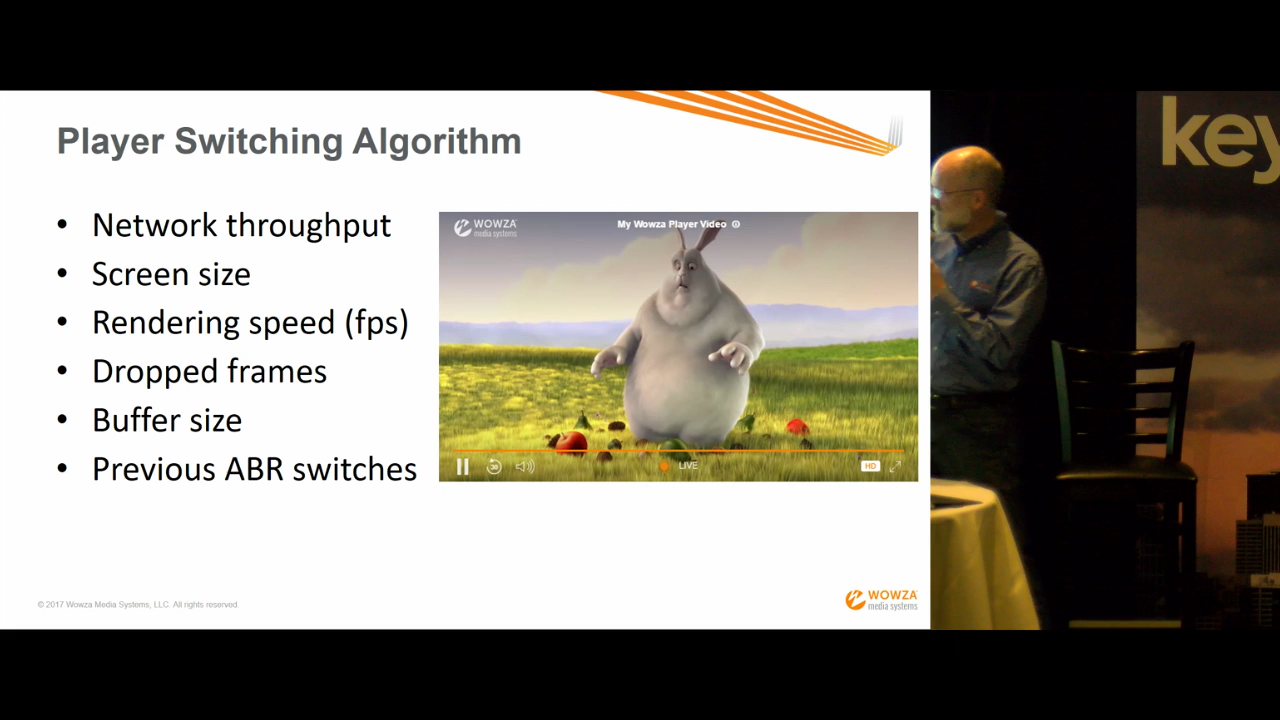 Player Switching Algorithm
• Network throughput
• Screen size
• Rendering speed (fps)
• Dropped frames
• Buffer size
• Previous ABR switches
WOWZA
media systems
My Wowza Player Video
30
LIVE
HD
© 2017 Wowza Media Systems, LLC. All rights reserved.
WOWZA
media systems
key